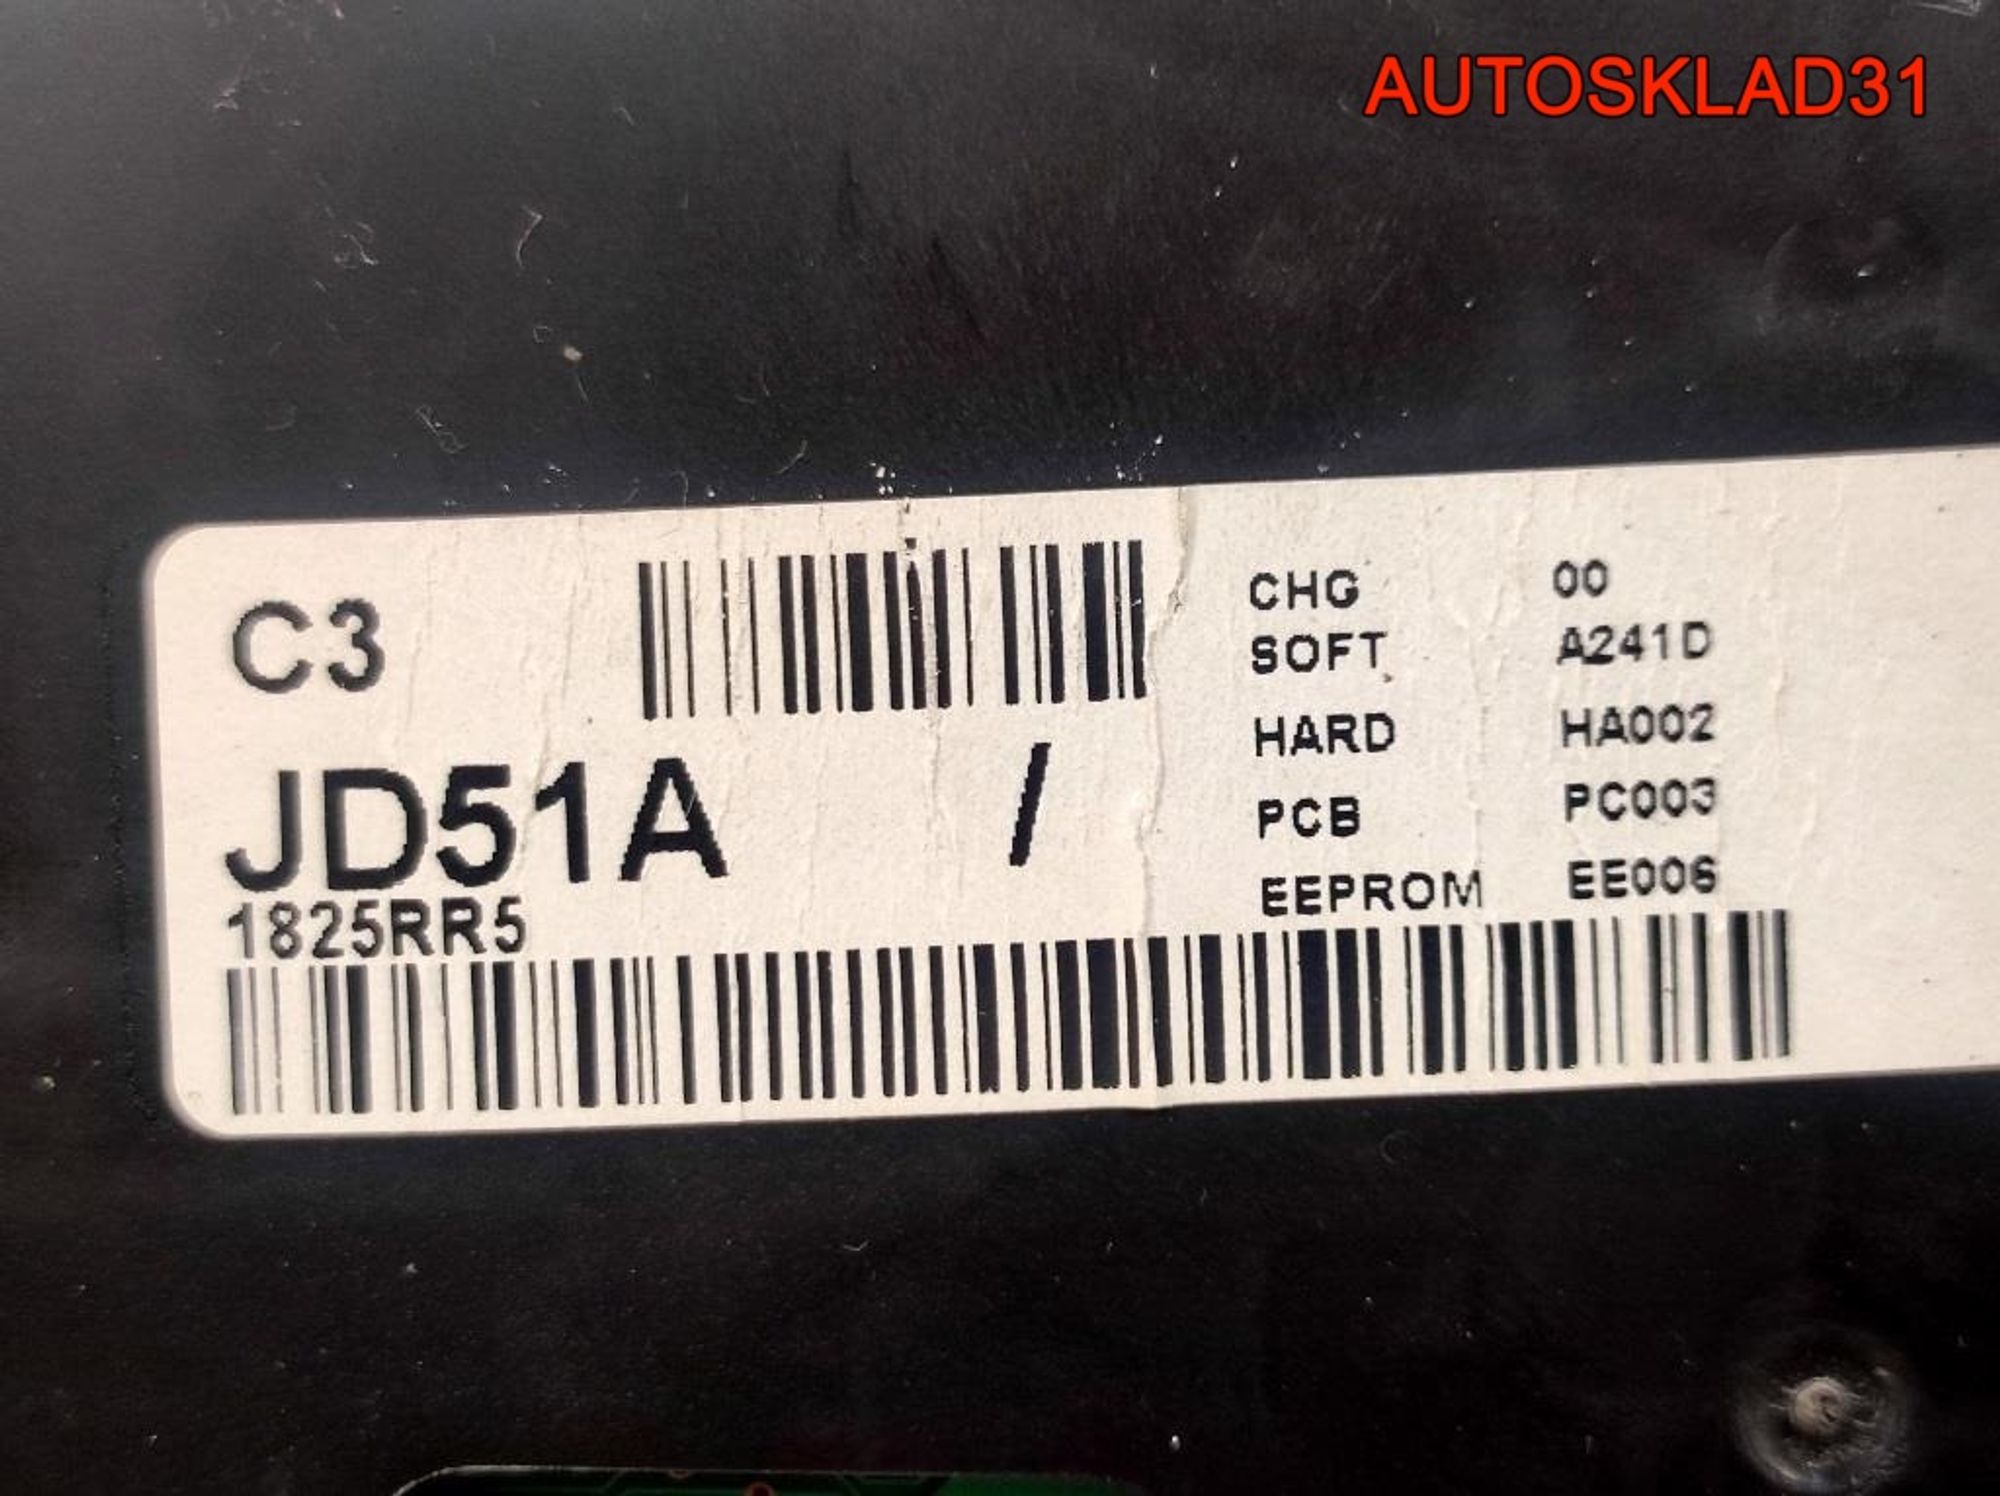 AUTOSKLAD31
C3
JD51A /
1825RR5
CHG 00
SOFT A241D
HARD HA002
PCB PC003
EEPROM EE006